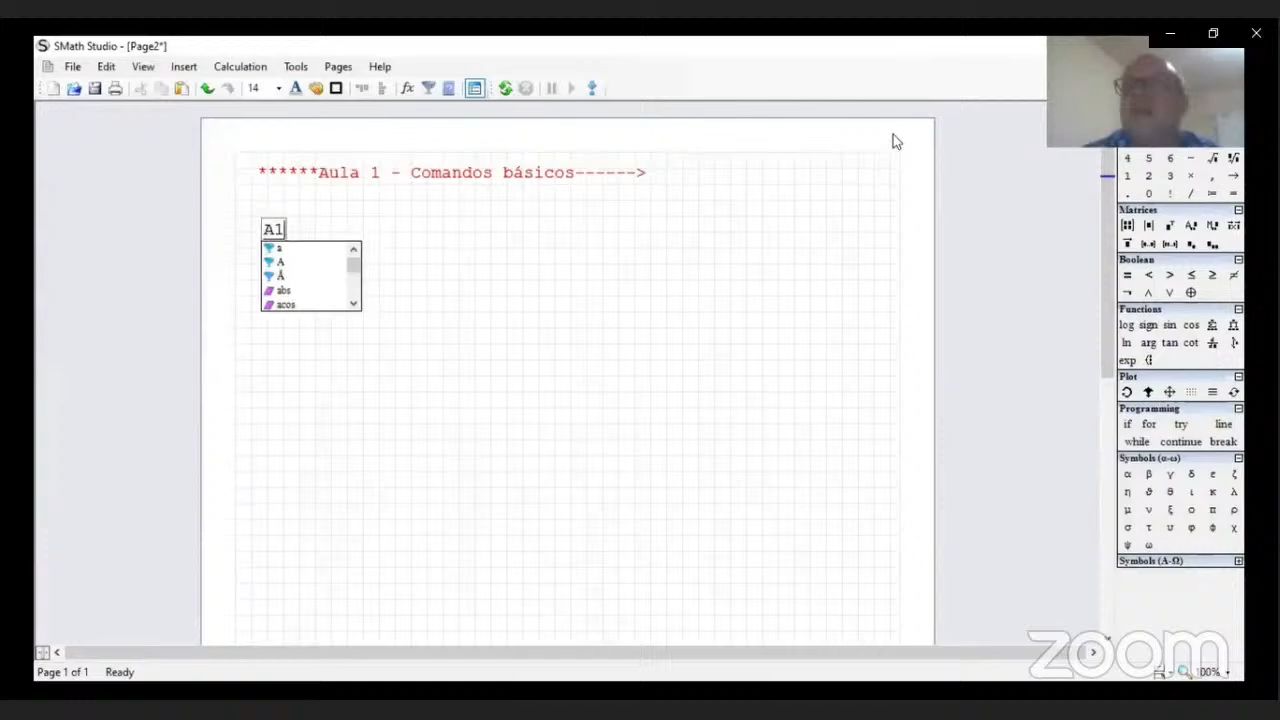 SMath Studio - [Page2*]
File Edit View Insert Calculation Tools Pages Help
14
fx
******Aula 1 - Comandos básicos------>
A1
a
A
Å
abs
acos
4 5 6 -
1 2 3 × , →
. 0 ! / := =
Matrices
Boolean
= < > ≤ ≥ ≠
¬ ∧ ∨ ⊕
Functions
log sign sin cos
ln arg tan cot
exp
Plot
Programming
if for try line
while continue break
Symbols (α-ω)
α β γ δ ε ζ
η ϑ θ ι κ λ
μ ν ξ ο π ρ
σ τ υ φ ϕ χ
ψ ω
Symbols (Α-Ω)
zoom
Page 1 of 1 Ready
100%